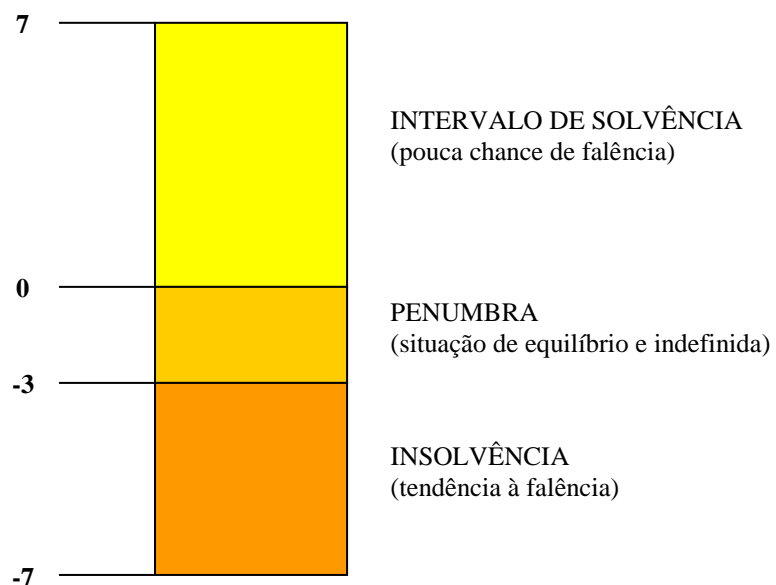 7
INTERVALO DE SOLVÊNCIA
(pouca chance de falência)
0
PENUMBRA
(situação de equilíbrio e indefinida)
-3
INSOLVÊNCIA
(tendência à falência)
-7